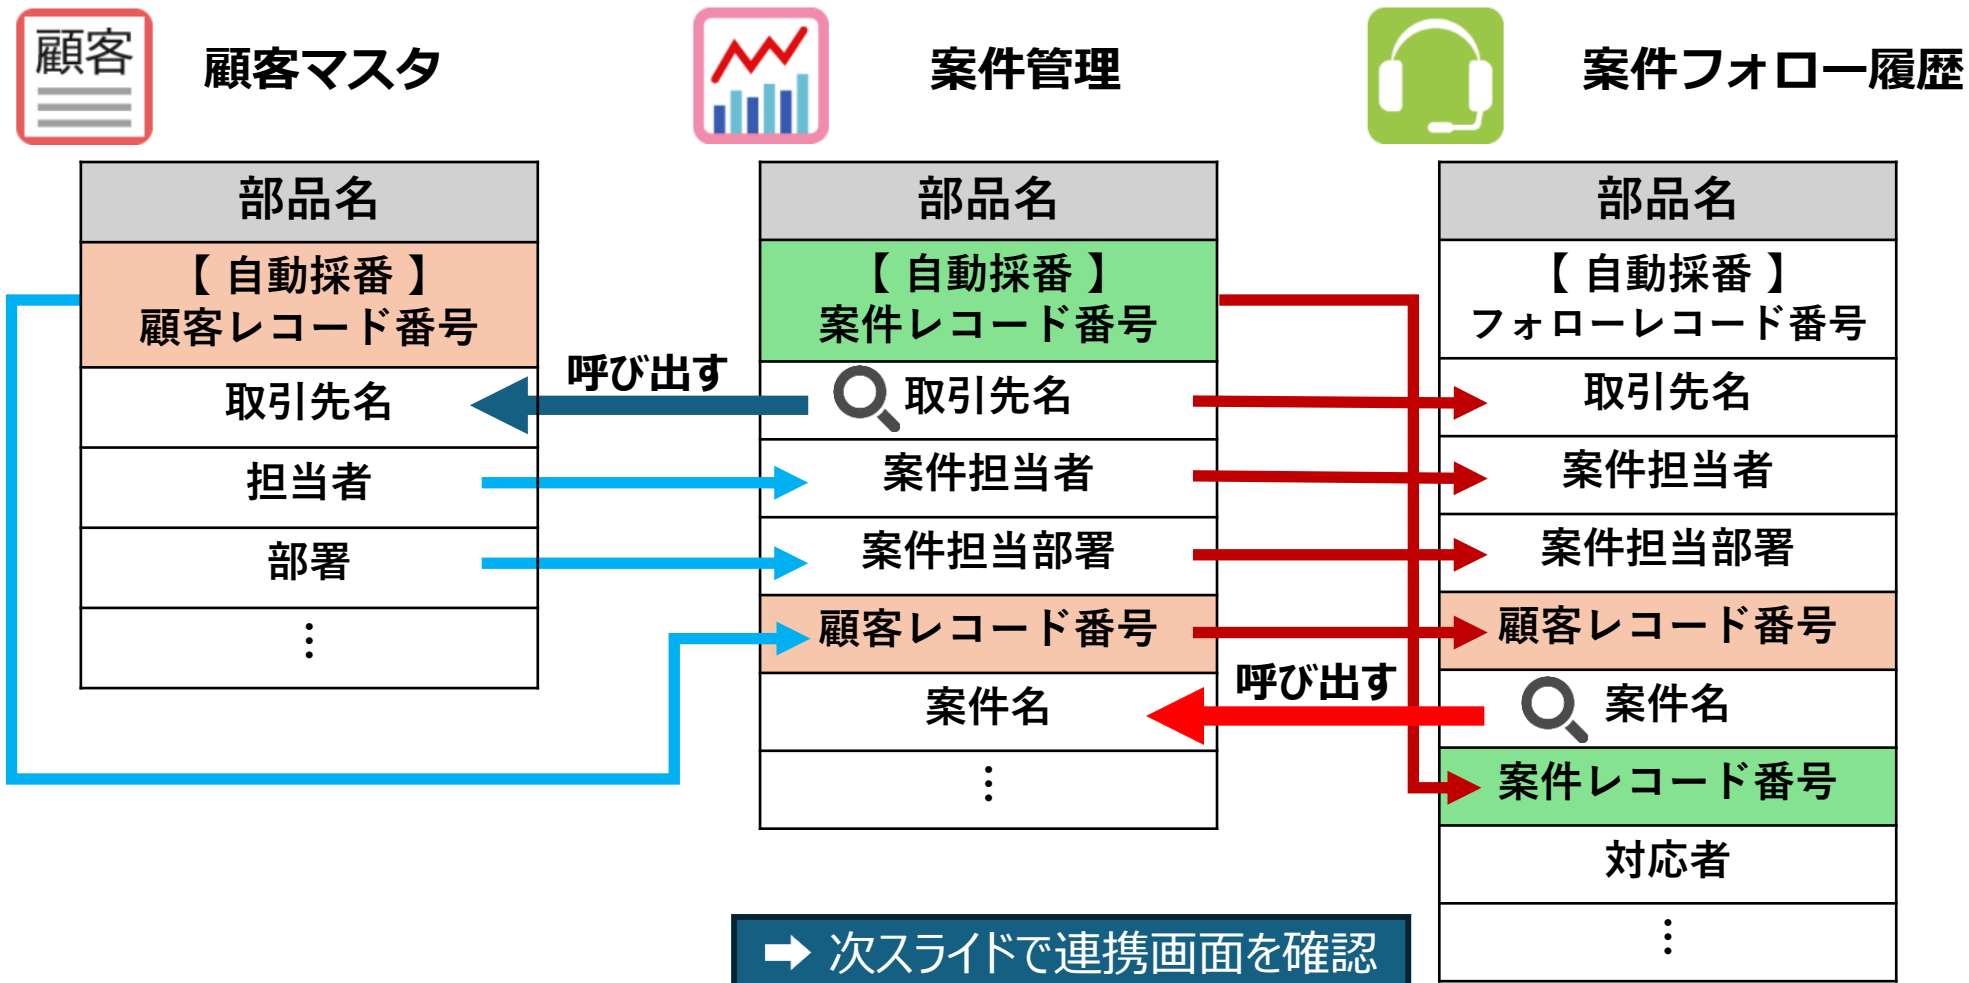 顧客
顧客マスタ
部品名
【 自動採番 】
顧客レコード番号
取引先名
担当者
部署
⋮
呼び出す
案件管理
部品名
【 自動採番 】
案件レコード番号
取引先名
案件担当者
案件担当部署
顧客レコード番号
案件名
⋮
呼び出す
案件フォロー履歴
部品名
【 自動採番 】
フォローレコード番号
取引先名
案件担当者
案件担当部署
顧客レコード番号
案件名
案件レコード番号
対応者
⋮
➡ 次スライドで連携画面を確認